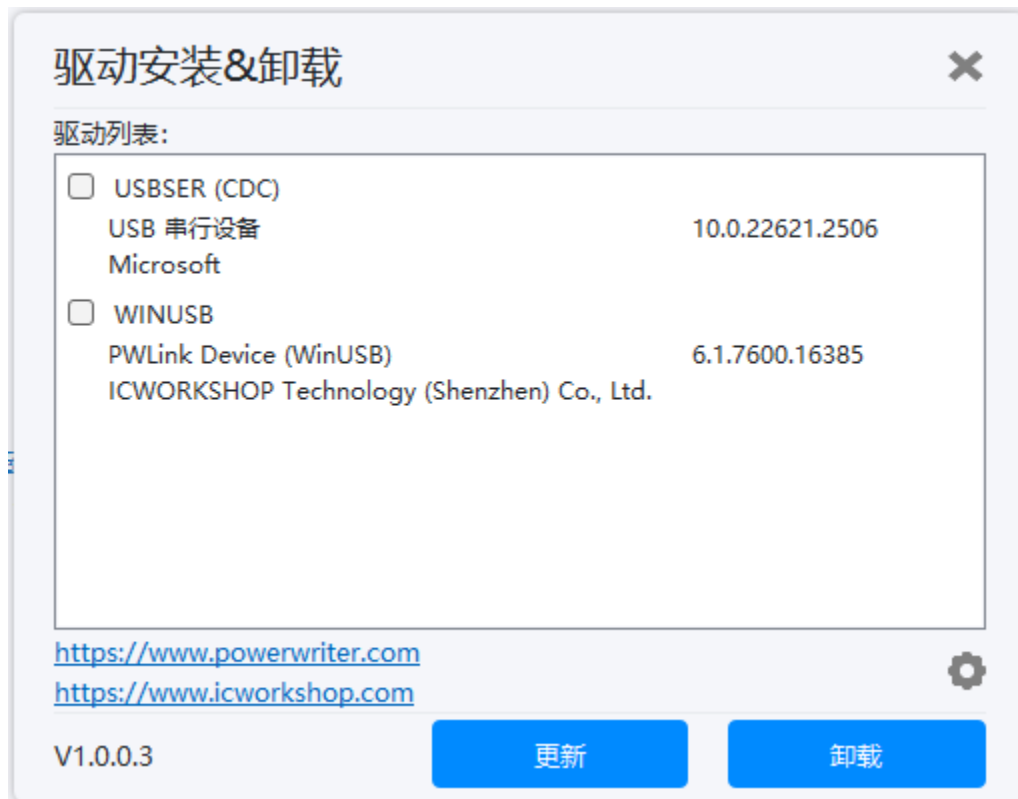 驱动安装&卸载
驱动列表：
USBSER (CDC)
USB 串行设备 10.0.22621.2506
Microsoft
WINUSB
PWLink Device (WinUSB) 6.1.7600.16385
ICWORKSHOP Technology (Shenzhen) Co., Ltd.
https://www.powerwriter.com
https://www.icworkshop.com
V1.0.0.3 更新 卸载